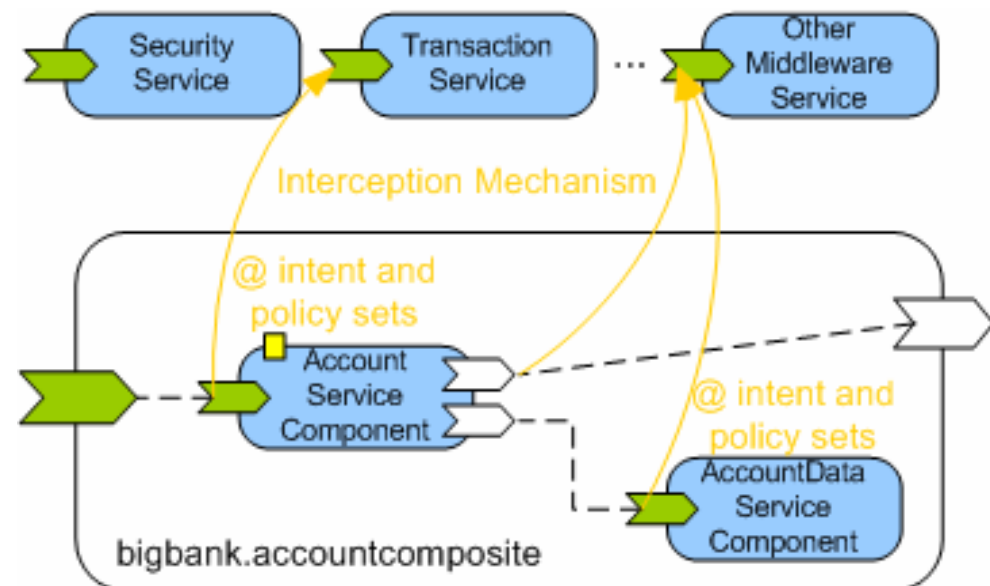 Security
Service
Transaction
Service
...
Other
Middleware
Service
Interception Mechanism
@ intent and
policy sets
Account
Service
Component
@ intent and
policy sets
AccountData
Service
Component
bigbank.accountcomposite